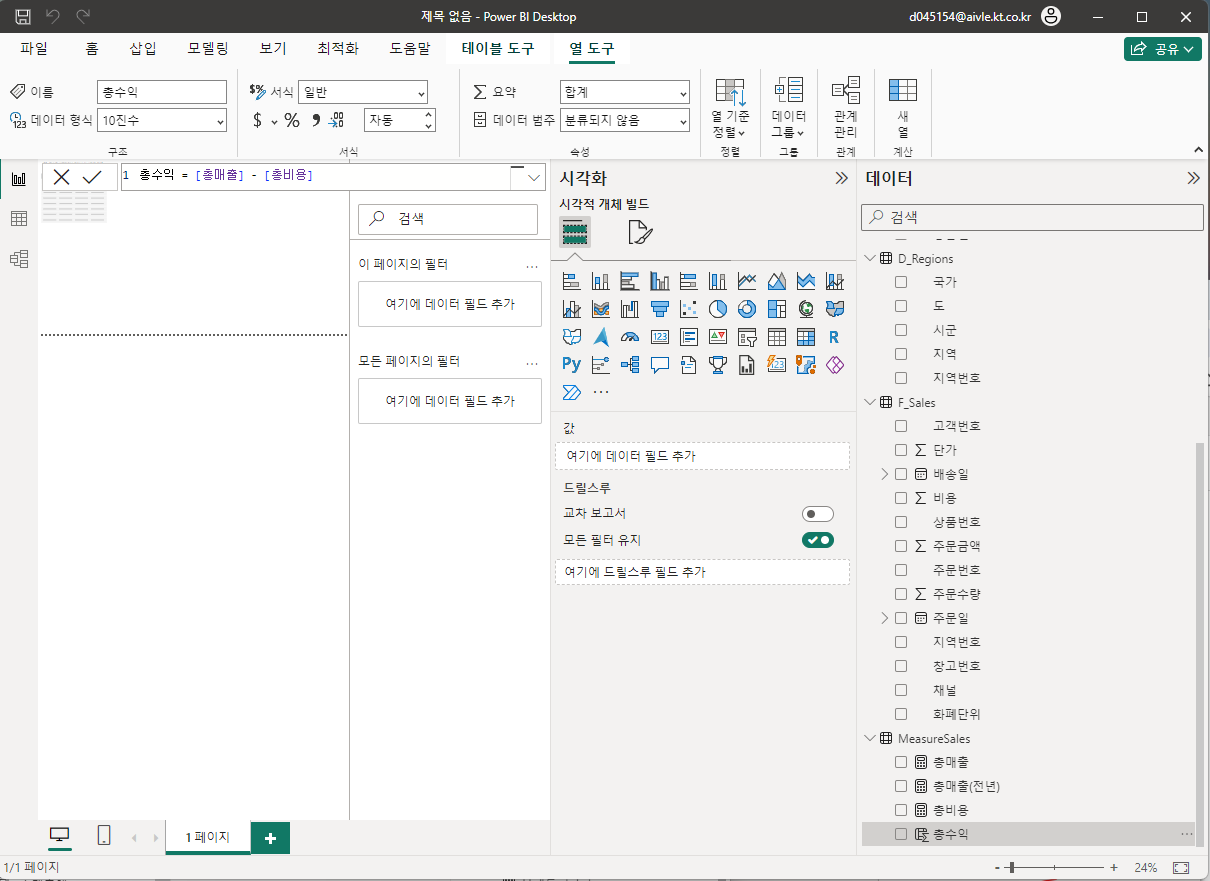 제목 없음 - Power BI Desktop
d045154@aivle.kt.co.kr
파일 홈 삽입 모델링 보기 최적화 도움말 테이블 도구 열 도구
공유
이름 총수익
데이터 형식 10진수
구조
서식 일반
$ % 자동
서식
요약 합계
데이터 범주 분류되지 않음
속성
열 기준
정렬
정렬
데이터
그룹
그룹
관계
관리
관계
새
열
계산
1 총수익 = [총매출] - [총비용]
검색
이 페이지의 필터 ...
여기에 데이터 필드 추가
모든 페이지의 필터 ...
여기에 데이터 필드 추가
시각화
시각적 개체 빌드
123
R
Py
123
...
값
여기에 데이터 필드 추가
드릴스루
교차 보고서
모든 필터 유지
여기에 드릴스루 필드 추가
데이터
검색
D_Regions
국가
도
시군
지역
지역번호
F_Sales
고객번호
단가
배송일
비용
상품번호
주문금액
주문번호
주문수량
주문일
지역번호
창고번호
채널
화폐단위
MeasureSales
총매출
총매출(전년)
총비용
총수익 ...
1 페이지 +
1/1 페이지
- + 24%